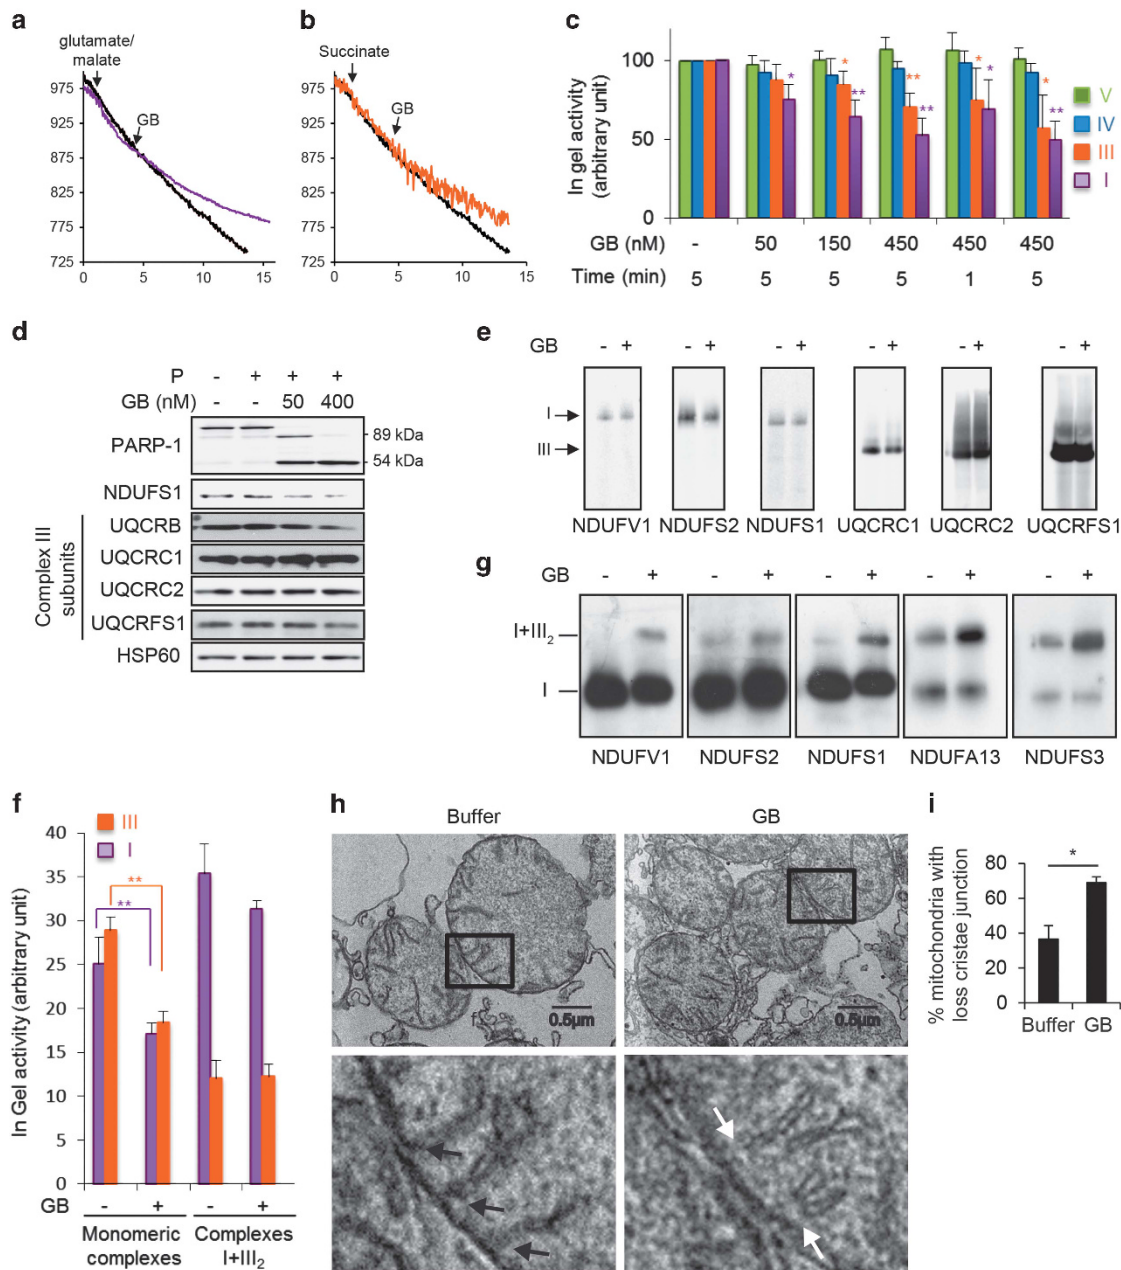 a
glutamate/
malate
GB
975
925
875
825
775
725
0
5
10
15
b
Succinate
GB
975
925
875
825
775
725
0
5
10
15
c
In gel activity
(arbitrary unit)
100
50
0
V
IV
III
I
* * ** ** ** * * * **
GB (nM) - 50 150 450 450 450
Time (min) 5 5 5 5 1 5
d
P - + + +
GB (nM) - - 50 400
PARP-1
89 kDa
54 kDa
NDUFS1
UQCRB
UQCRC1
UQCRC2
UQCRFS1
HSP60
Complex III
subunits
e
GB - + - + - + - + - + - +
I
III
NDUFV1 NDUFS2 NDUFS1 UQCRC1 UQCRC2 UQCRFS1
g
GB - + - + - + - + - +
I+III2
I
NDUFV1 NDUFS2 NDUFS1 NDUFA13 NDUFS3
f
In Gel activity (arbitrary unit)
40
35
30
25
20
15
10
5
0
III
I
**
**
GB - + - +
Monomeric
complexes
Complexes
I+III2
h
Buffer
GB
0.5µm
0.5µm
i
% mitochondria with
loss cristae junction
80
60
40
20
0
*
Buffer GB